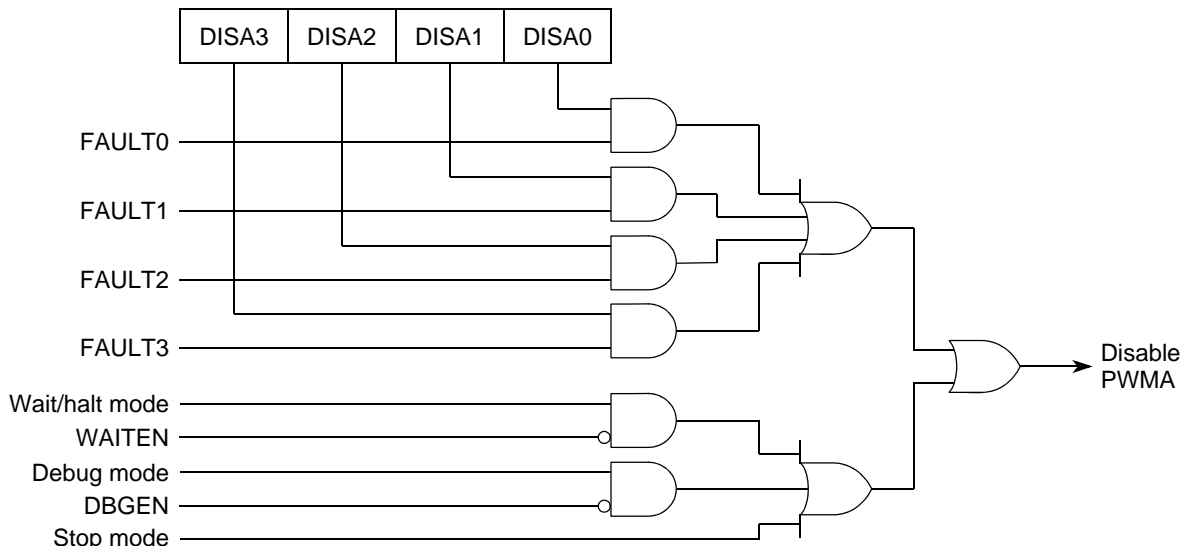 DISA3 DISA2 DISA1 DISA0
FAULT0
FAULT1
FAULT2
FAULT3
Wait/halt mode
WAITEN
Debug mode
DBGEN
Stop mode
Disable
PWMA